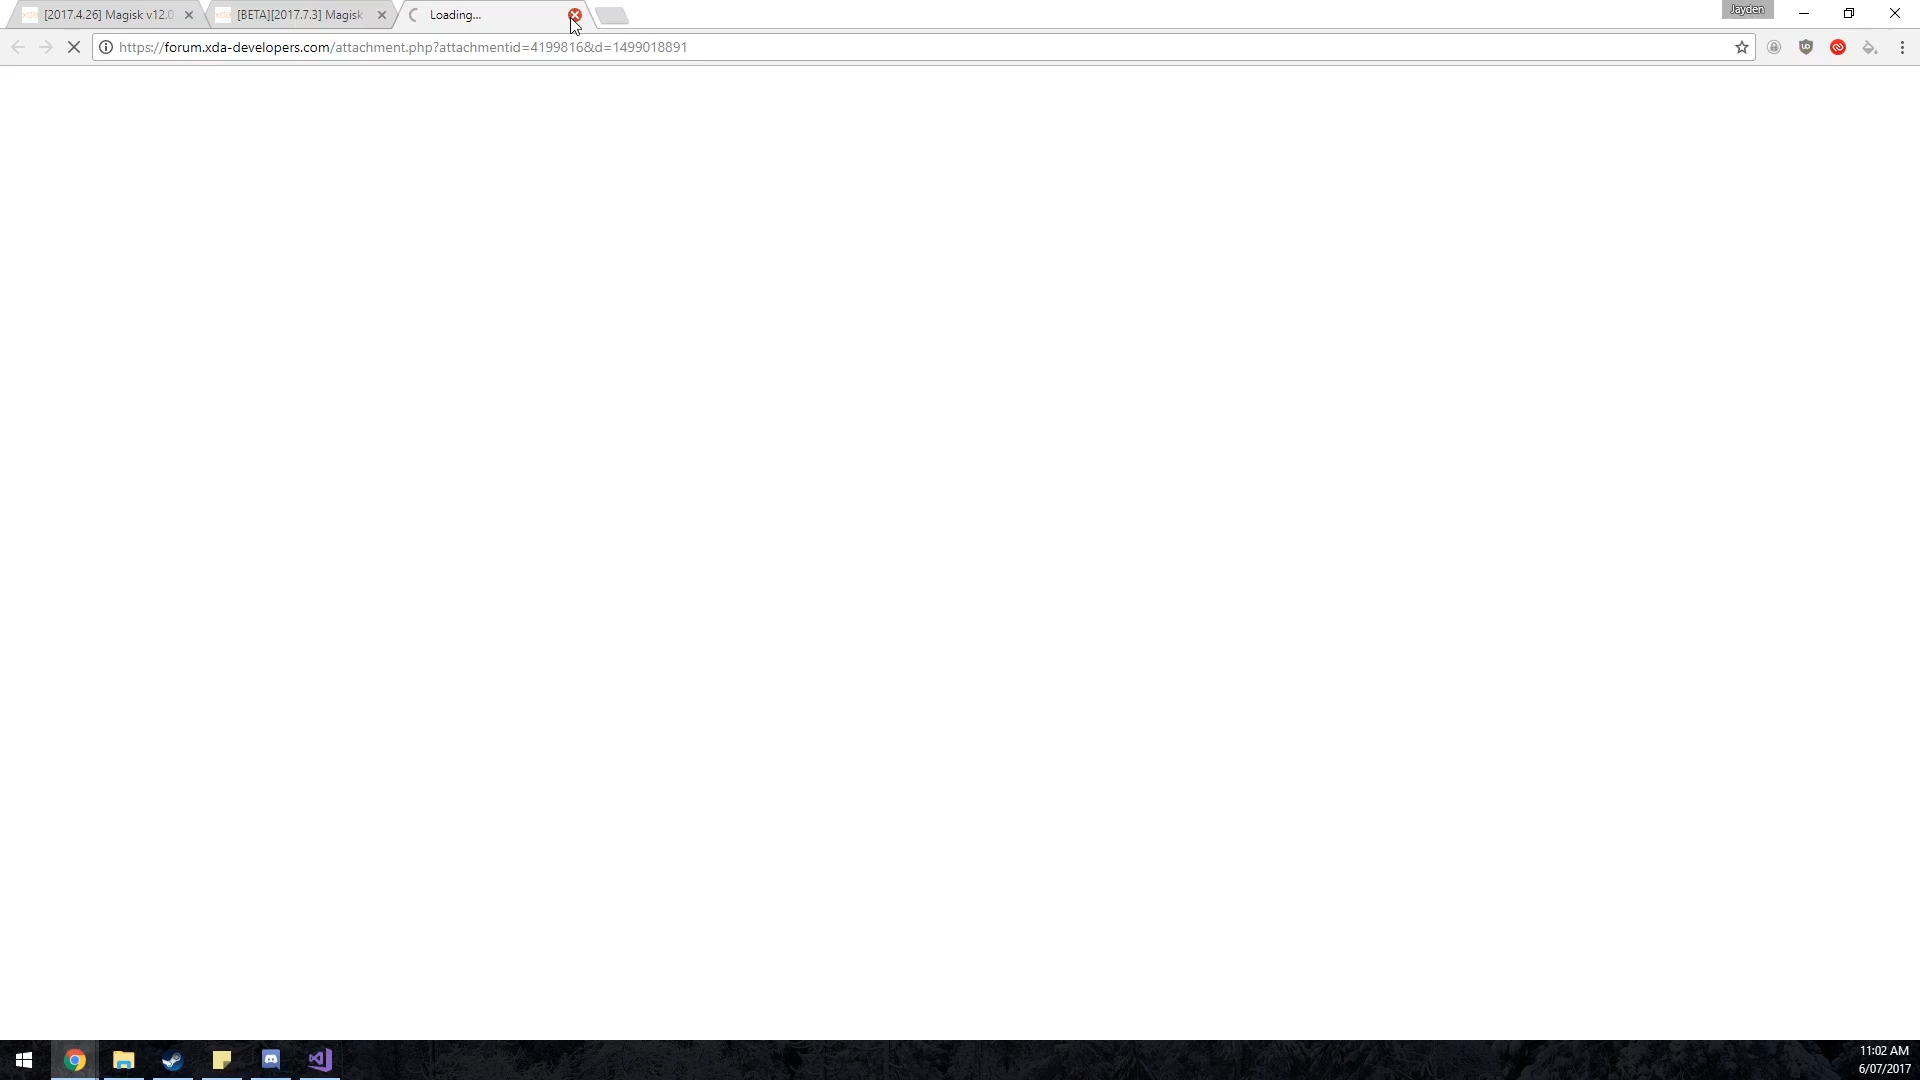 [2017.4.26] Magisk v12.0
[BETA][2017.7.3] Magisk
Loading...
Jayden
https://forum.xda-developers.com/attachment.php?attachmentid=4199816&d=1499018891
11:02 AM
6/07/2017